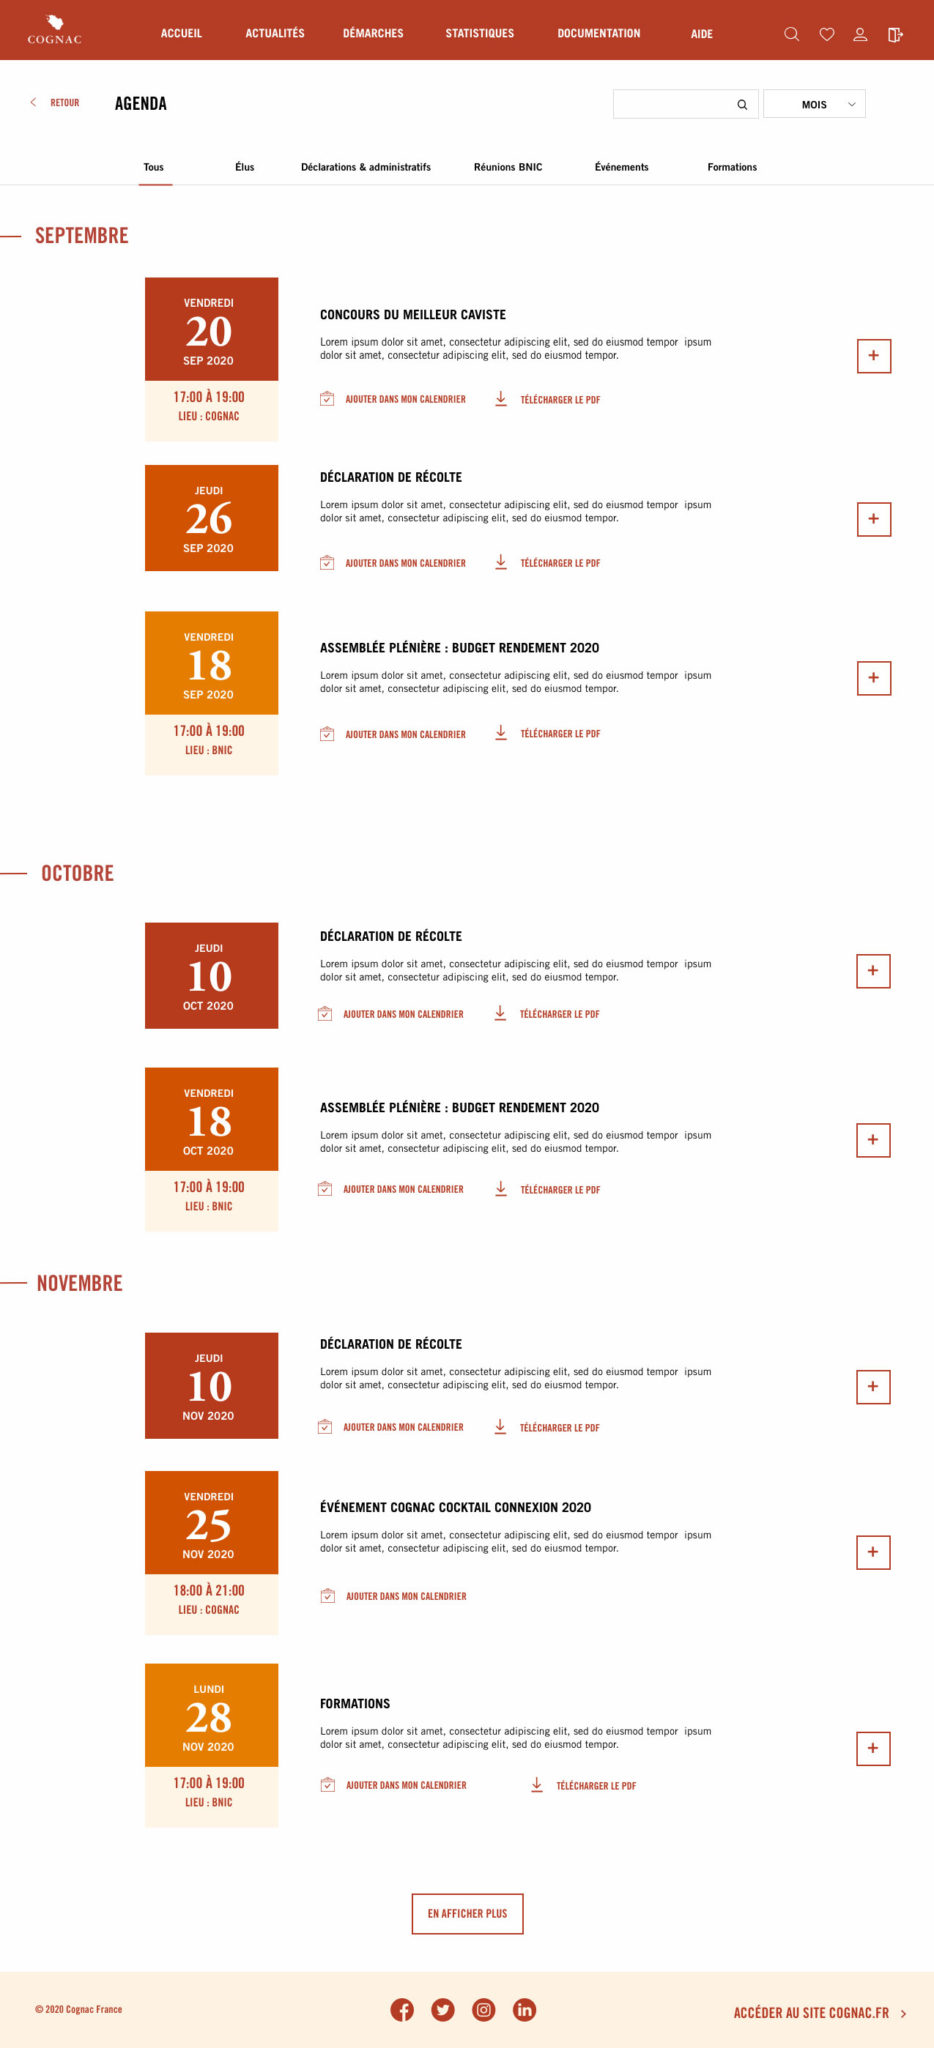 COGNAC
ACCUEIL
ACTUALITÉS
DÉMARCHES
STATISTIQUES
DOCUMENTATION
AIDE
RETOUR
AGENDA
MOIS
Tous
Élus
Déclarations & administratifs
Réunions BNIC
Événements
Formations
SEPTEMBRE
VENDREDI
20
SEP 2020
17:00 À 19:00
LIEU : COGNAC
CONCOURS DU MEILLEUR CAVISTE
Lorem ipsum dolor sit amet, consectetur adipiscing elit, sed do eiusmod tempor ipsum
dolor sit amet, consectetur adipiscing elit, sed do eiusmod tempor.
AJOUTER DANS MON CALENDRIER
TÉLÉCHARGER LE PDF
+
JEUDI
26
SEP 2020
DÉCLARATION DE RÉCOLTE
Lorem ipsum dolor sit amet, consectetur adipiscing elit, sed do eiusmod tempor ipsum
dolor sit amet, consectetur adipiscing elit, sed do eiusmod tempor.
AJOUTER DANS MON CALENDRIER
TÉLÉCHARGER LE PDF
+
VENDREDI
18
SEP 2020
17:00 À 19:00
LIEU : BNIC
ASSEMBLÉE PLÉNIÈRE : BUDGET RENDEMENT 2020
Lorem ipsum dolor sit amet, consectetur adipiscing elit, sed do eiusmod tempor ipsum
dolor sit amet, consectetur adipiscing elit, sed do eiusmod tempor.
AJOUTER DANS MON CALENDRIER
TÉLÉCHARGER LE PDF
+
OCTOBRE
JEUDI
10
OCT 2020
DÉCLARATION DE RÉCOLTE
Lorem ipsum dolor sit amet, consectetur adipiscing elit, sed do eiusmod tempor ipsum
dolor sit amet, consectetur adipiscing elit, sed do eiusmod tempor.
AJOUTER DANS MON CALENDRIER
TÉLÉCHARGER LE PDF
+
VENDREDI
18
OCT 2020
17:00 À 19:00
LIEU : BNIC
ASSEMBLÉE PLÉNIÈRE : BUDGET RENDEMENT 2020
Lorem ipsum dolor sit amet, consectetur adipiscing elit, sed do eiusmod tempor ipsum
dolor sit amet, consectetur adipiscing elit, sed do eiusmod tempor.
AJOUTER DANS MON CALENDRIER
TÉLÉCHARGER LE PDF
+
NOVEMBRE
JEUDI
10
NOV 2020
DÉCLARATION DE RÉCOLTE
Lorem ipsum dolor sit amet, consectetur adipiscing elit, sed do eiusmod tempor ipsum
dolor sit amet, consectetur adipiscing elit, sed do eiusmod tempor.
AJOUTER DANS MON CALENDRIER
TÉLÉCHARGER LE PDF
+
VENDREDI
25
NOV 2020
18:00 À 21:00
LIEU : COGNAC
ÉVÉNEMENT COGNAC COCKTAIL CONNEXION 2020
Lorem ipsum dolor sit amet, consectetur adipiscing elit, sed do eiusmod tempor ipsum
dolor sit amet, consectetur adipiscing elit, sed do eiusmod tempor.
AJOUTER DANS MON CALENDRIER
+
LUNDI
28
NOV 2020
17:00 À 19:00
LIEU : BNIC
FORMATIONS
Lorem ipsum dolor sit amet, consectetur adipiscing elit, sed do eiusmod tempor ipsum
dolor sit amet, consectetur adipiscing elit, sed do eiusmod tempor.
AJOUTER DANS MON CALENDRIER
TÉLÉCHARGER LE PDF
+
EN AFFICHER PLUS
© 2020 Cognac France
ACCÉDER AU SITE COGNAC.FR